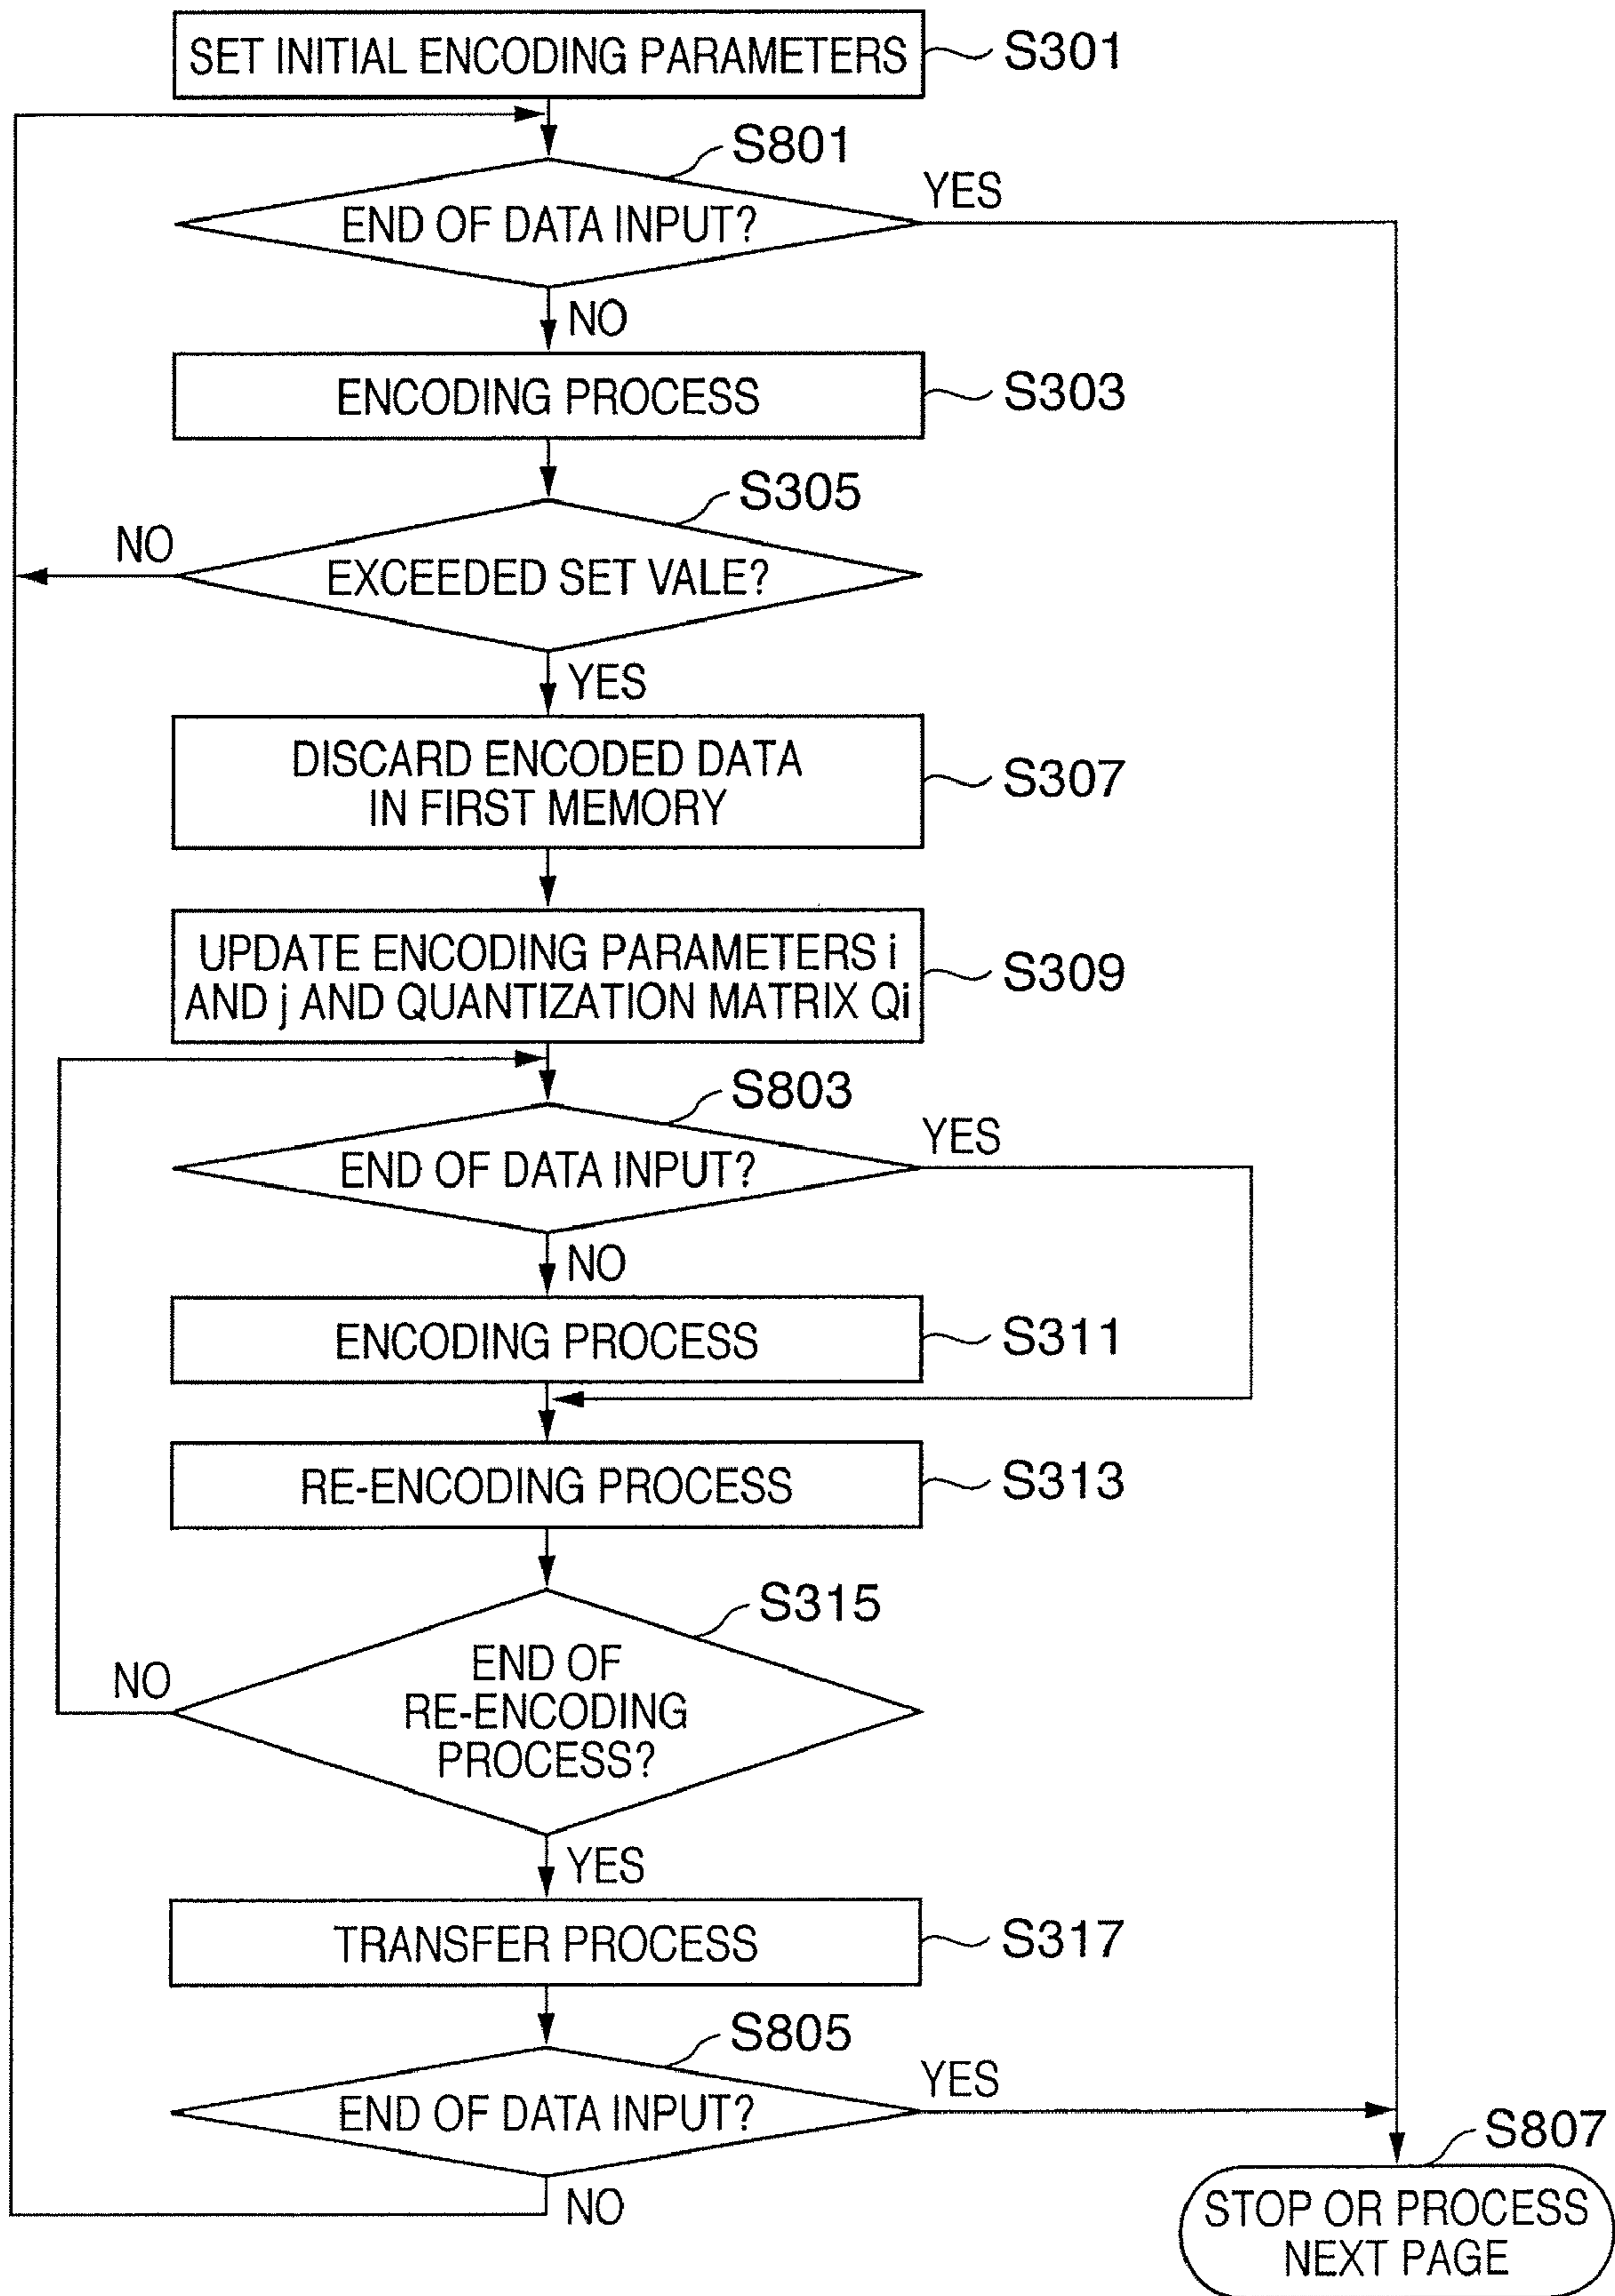 SET INITIAL ENCODING PARAMETERS
S301
S801
END OF DATA INPUT?
YES
NO
ENCODING PROCESS
S303
S305
NO
EXCEEDED SET VALE?
YES
DISCARD ENCODED DATA
IN FIRST MEMORY
S307
UPDATE ENCODING PARAMETERS i
AND j AND QUANTIZATION MATRIX Qi
S309
S803
END OF DATA INPUT?
YES
NO
ENCODING PROCESS
S311
RE-ENCODING PROCESS
S313
S315
NO
END OF
RE-ENCODING
PROCESS?
YES
TRANSFER PROCESS
S317
S805
END OF DATA INPUT?
YES
NO
S807
STOP OR PROCESS
NEXT PAGE